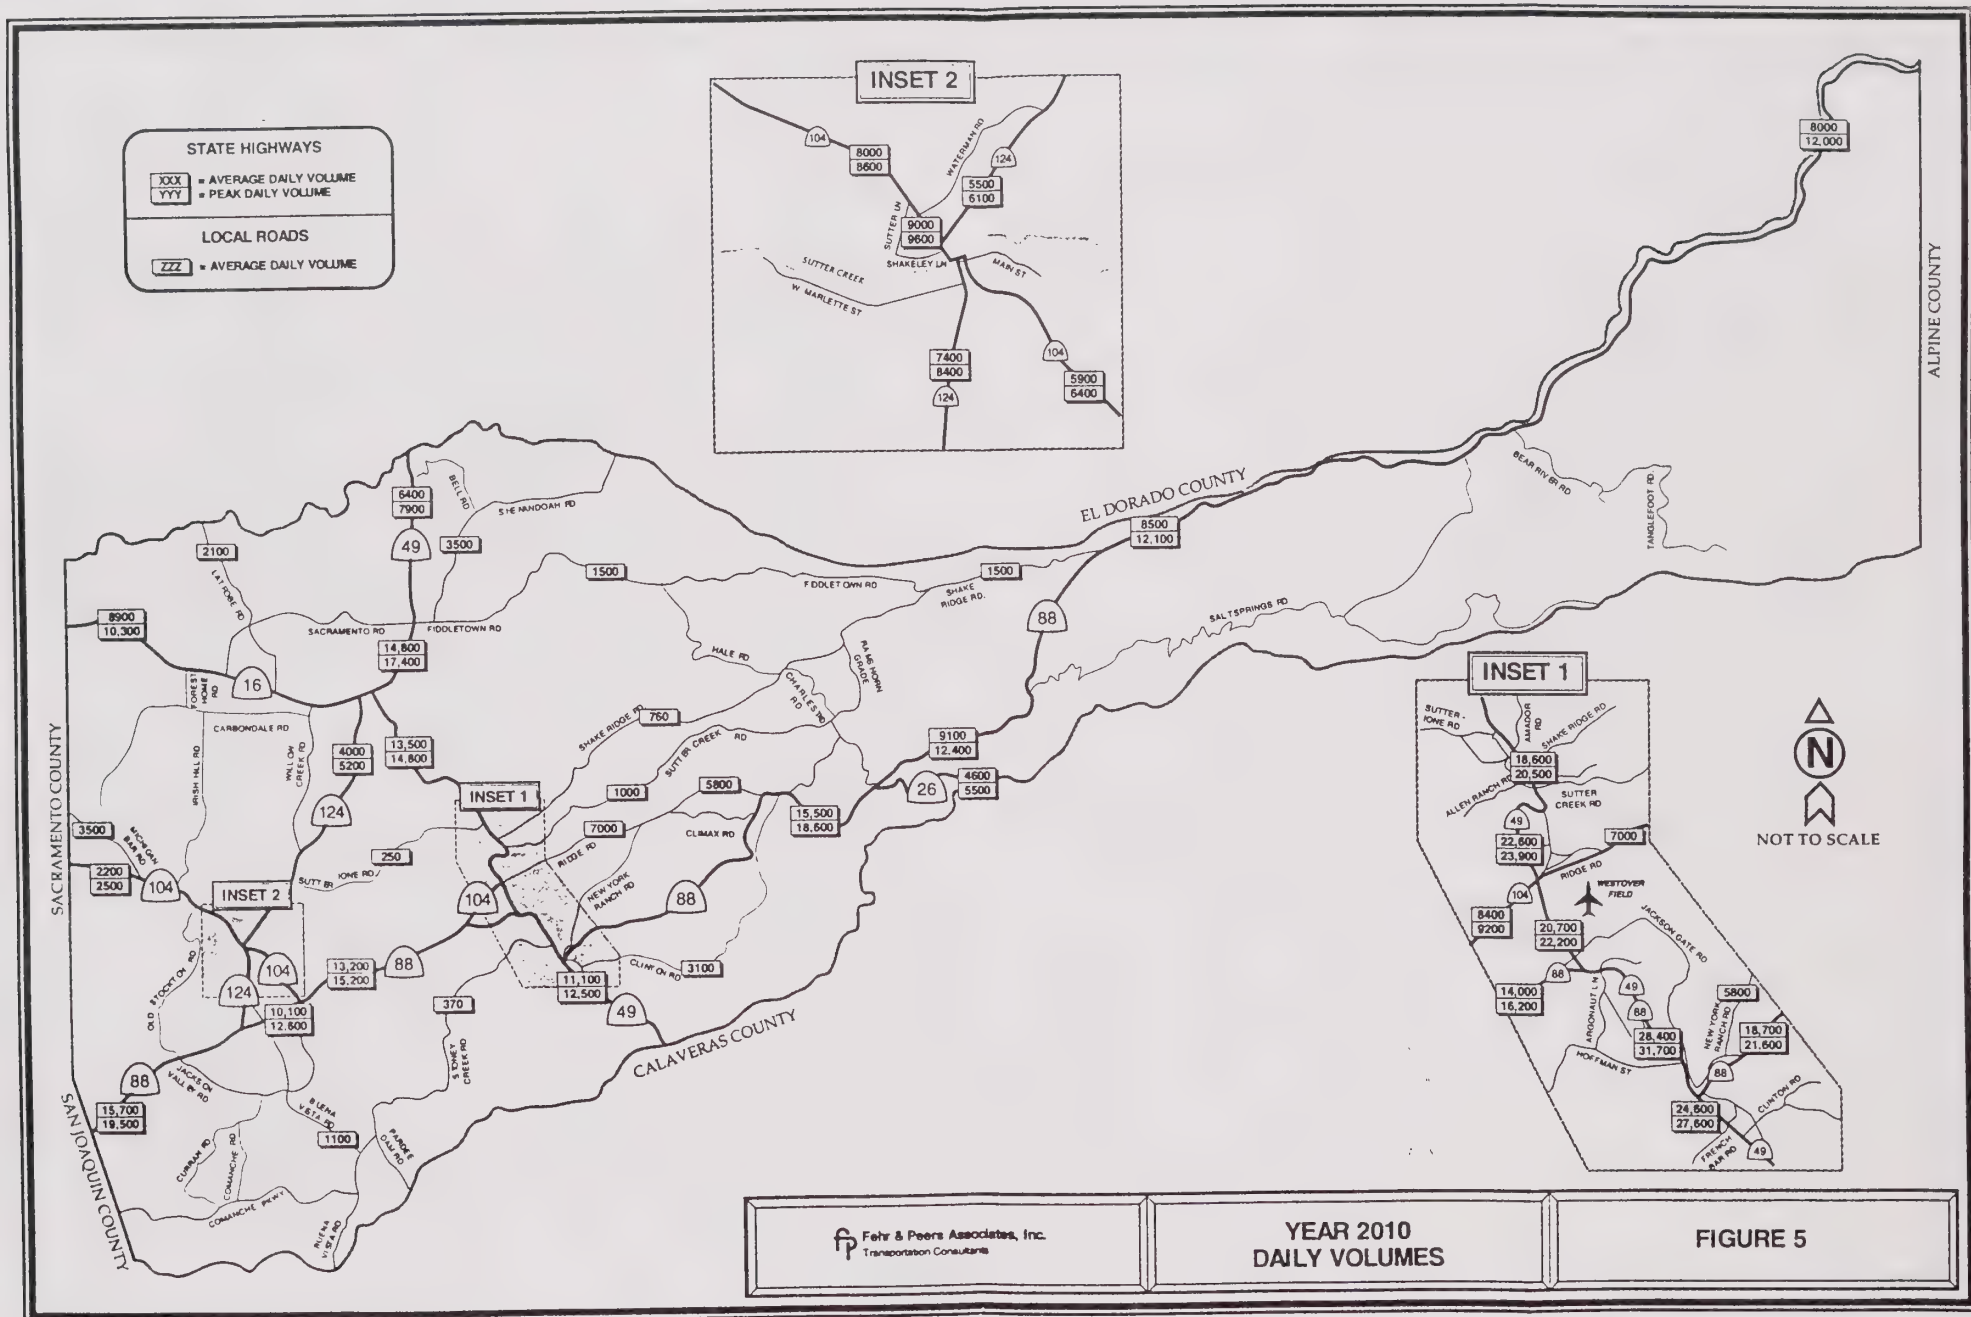 INSET 2
104
8000
8600
WATERMAN RD
124
5500
6100
SUTTER LN
9000
9600
SHAKELEY LN
MAIN ST
SUTTER CREEK
W. MARLETTE ST
7400
8400
124
104
5900
6400
STATE HIGHWAYS
XXX = AVERAGE DAILY VOLUME
YYY = PEAK DAILY VOLUME
LOCAL ROADS
ZZZ = AVERAGE DAILY VOLUME
8000
12,000
ALPINE COUNTY
EL DORADO COUNTY
BEAR RIVER RD
TANGLEFOOT RD.
6400
7900
BELL RD
SHENANDOAH RD
49
3500
2100
LATROBE RD
1500
FIDDLETOWN RD
SHAKE
RIDGE RD.
1500
8500
12,100
88
SALT SPRINGS RD
8900
10,300
SACRAMENTO RD
FIDDLETOWN RD
14,800
17,400
HALE RD
RAMS HORN
GRADE
CHARLES RD
16
FOREST
HOME
RD
CARBONDALE RD
IRISH HILL RD
WILLOW
CREEK RD
4000
5200
13,500
14,800
SHAKE RIDGE RD
760
SUTTER CREEK RD
9100
12,400
26
4600
5500
124
INSET 1
1000
5800
15,500
18,600
SACRAMENTO COUNTY
3500
MICHIGAN
BAR RD
2200
2500
104
250
SUTTER IONE RD
7000
RIDGE RD
CLIMAX RD
NEW YORK
RANCH RD
88
INSET 2
104
OLD STOCKTON RD
104
124
13,200
15,200
88
10,100
12,600
CLINTON RD
3100
11,100
12,500
49
370
STONEY
CREEK RD
CALAVERAS COUNTY
88
JACKSON
VALLEY RD
15,700
19,500
BUENA
VISTA RD
1100
PARDEE
DAM RD
CURRAN RD
COMANCHE RD
COMANCHE PKWY
BUENA
VISTA RD
SAN JOAQUIN COUNTY
INSET 1
SUTTER -
IONE RD
AMADOR
RD
SHAKE RIDGE RD
18,600
20,500
ALLEN RANCH RD
SUTTER
CREEK RD
49
22,600
23,900
7000
RIDGE RD
104
WESTOVER
FIELD
8400
9200
20,700
22,200
JACKSON GATE RD
88
14,000
16,200
ARGONAUT LN
49
88
5800
NEW YORK
RANCH RD
28,400
31,700
18,700
21,600
HOFFMAN ST
88
CLINTON RD
24,600
27,600
FRENCH
BAR RD
49
N
NOT TO SCALE
Fehr & Peers Associates, Inc.
Transportation Consultants
YEAR 2010
DAILY VOLUMES
FIGURE 5